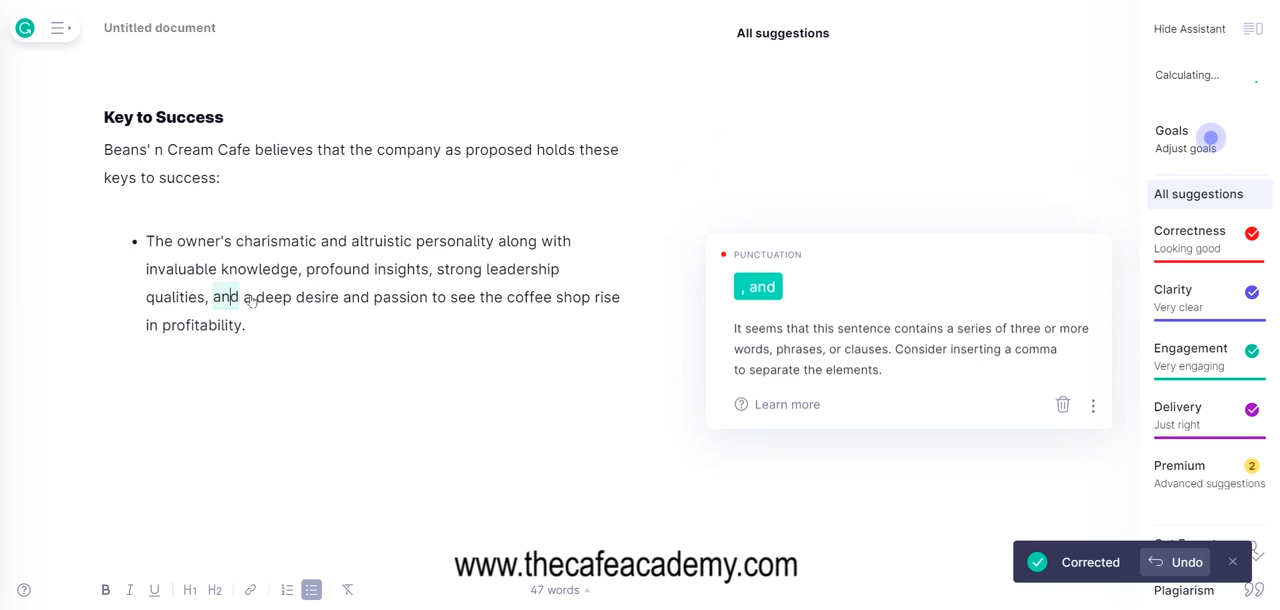 Untitled document
All suggestions
Hide Assistant
Calculating...
Goals
Adjust goals
Key to Success
Beans' n Cream Cafe believes that the company as proposed holds these
keys to success:
• The owner's charismatic and altruistic personality along with
invaluable knowledge, profound insights, strong leadership
qualities, and a deep desire and passion to see the coffee shop rise
in profitability.
PUNCTUATION
, and
It seems that this sentence contains a series of three or more
words, phrases, or clauses. Consider inserting a comma
to separate the elements.
Learn more
All suggestions
Correctness
Looking good
Clarity
Very clear
Engagement
Very engaging
Delivery
Just right
Premium 2
Advanced suggestions
Corrected Undo
Plagiarism
www.thecafeacademy.com
B I U H1 H2
47 words